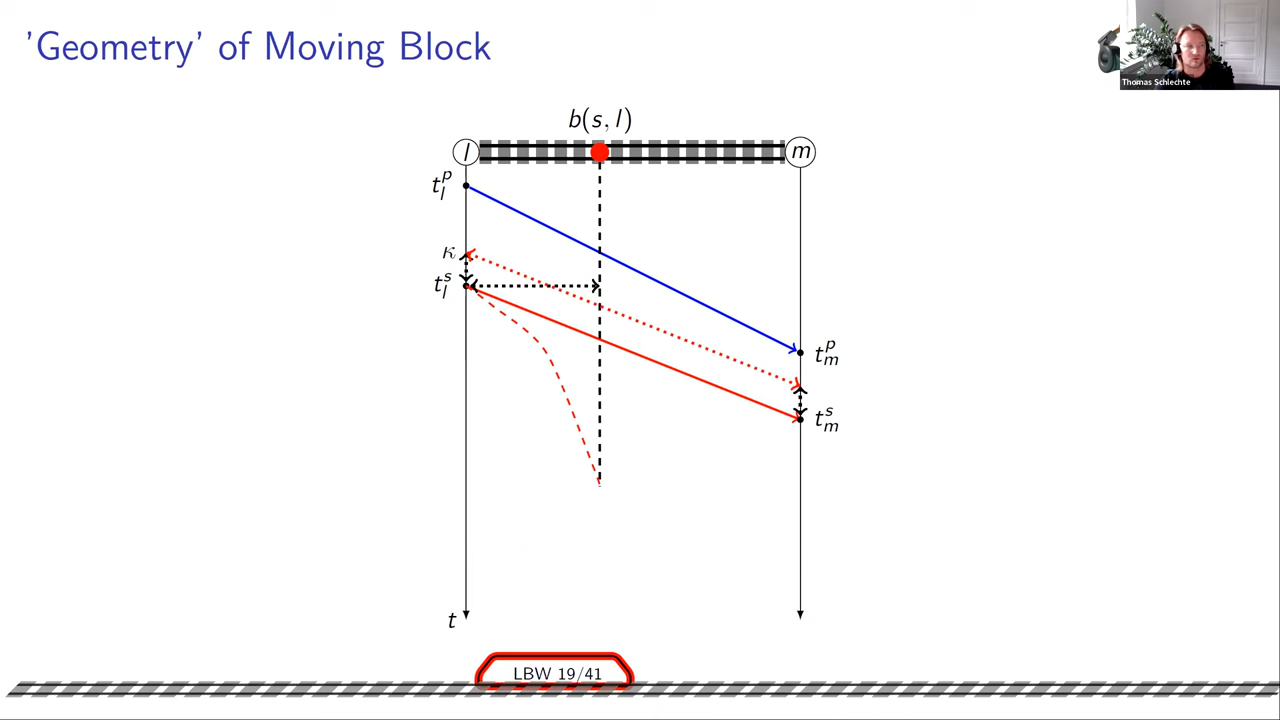 'Geometry' of Moving Block
Thomas Schlechte
b(s, l)
l
m
t_l^p
κ
t_l^s
t_m^p
t_m^s
t
LBW 19/41